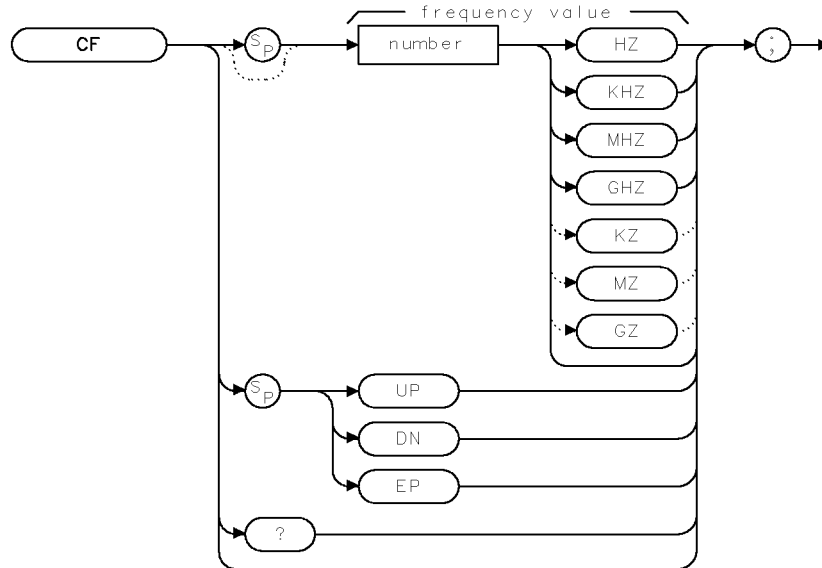 frequency value
CF
SP
number
HZ
;
KHZ
MHZ
GHZ
KZ
MZ
GZ
SP
UP
DN
EP
?